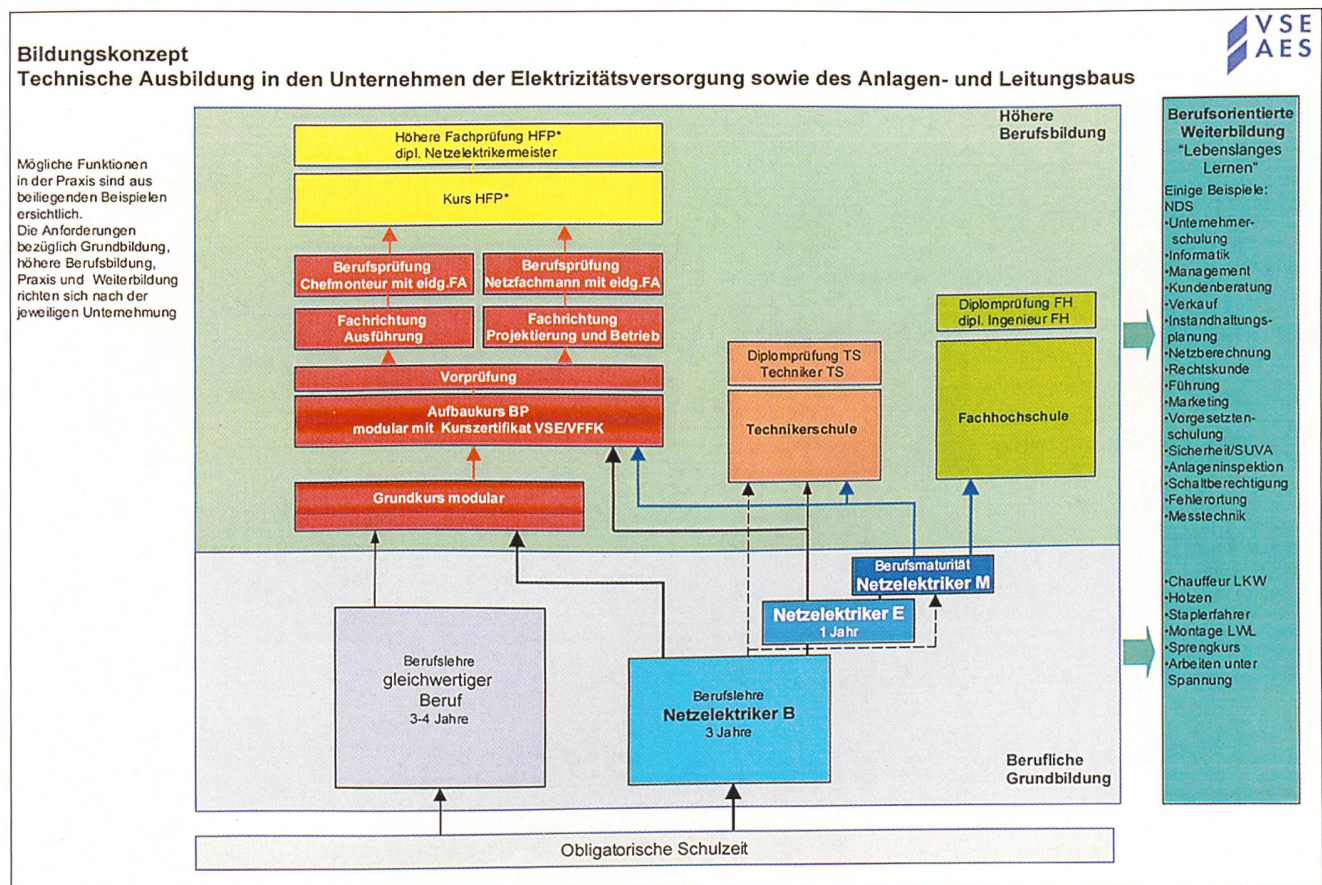 VSE
AES
Bildungskonzept
Technische Ausbildung in den Unternehmen der Elektrizitätsversorgung sowie des Anlagen- und Leitungsbaus
Mögliche Funktionen
in der Praxis sind aus
beiliegenden Beispielen
ersichtlich.
Die Anforderungen
bezüglich Grundbildung,
höhere Berufsbildung,
Praxis und Weiterbildung
richten sich nach der
jeweiligen Unternehmung
Höhere
Berufsbildung
Höhere Fachprüfung HFP*
dipl. Netzelektrikermeister
Kurs HFP*
Berufsprüfung
Chefmonteur mit eidg.FA
Berufsprüfung
Netzfachmann mit eidg.FA
Fachrichtung
Ausführung
Fachrichtung
Projektierung und Betrieb
Vorprüfung
Aufbaukurs BP
modular mit Kurszertifikat VSE/VFFK
Grundkurs modular
Diplomprüfung TS
Techniker TS
Technikerschule
Diplomprüfung FH
dipl. Ingenieur FH
Fachhochschule
Berufsmaturität
Netzelektriker M
Netzelektriker E
1 Jahr
Berufslehre
gleichwertiger
Beruf
3-4 Jahre
Berufslehre
Netzelektriker B
3 Jahre
Berufliche
Grundbildung
Obligatorische Schulzeit
Berufsorientierte
Weiterbildung
"Lebenslanges
Lernen"
Einige Beispiele:
NDS
•Unternehmer-
schulung
•Informatik
•Management
•Kundenberatung
•Verkauf
•Instandhaltungs-
planung
•Netzberechnung
•Rechtskunde
•Führung
•Marketing
•Vorgesetzten-
schulung
•Sicherheit/SUVA
•Anlageninspektion
•Schaltberechtigung
•Fehlerortung
•Messtechnik
•Chauffeur LKW
•Holzen
•Staplerfahrer
•Montage LWL
•Sprengkurs
•Arbeiten unter
Spannung